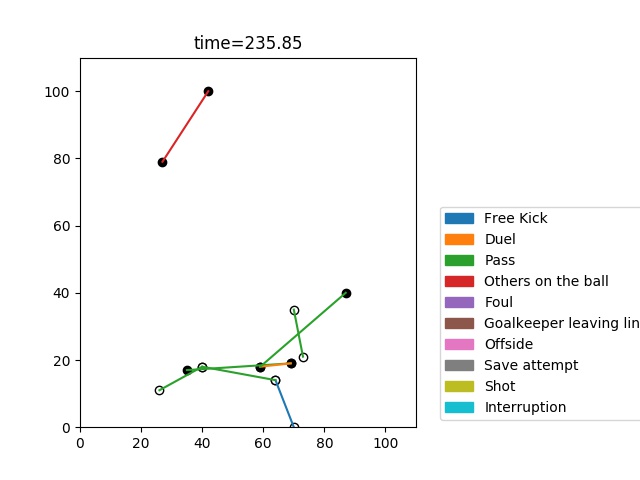 time=235.85
100
80
60
40
20
0
0 20 40 60 80 100
Free Kick
Duel
Pass
Others on the ball
Foul
Goalkeeper leaving lin
Offside
Save attempt
Shot
Interruption